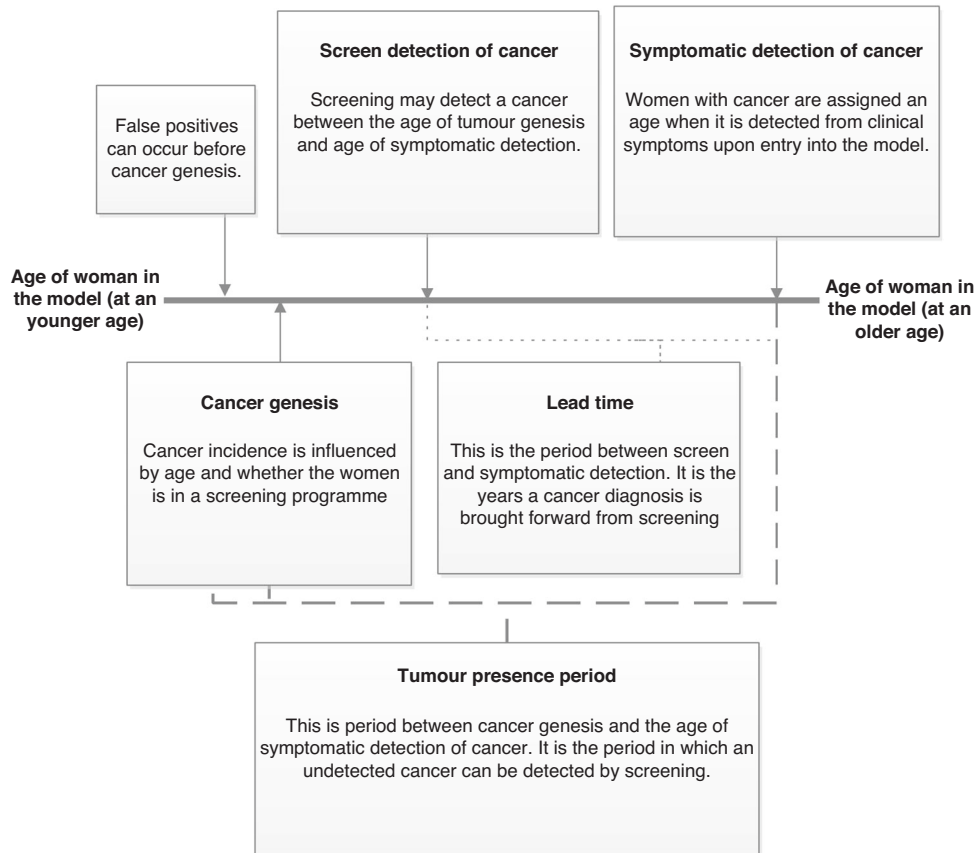 Screen detection of cancer
Screening may detect a cancer
between the age of tumour genesis
and age of symptomatic detection.
Symptomatic detection of cancer
Women with cancer are assigned an
age when it is detected from clinical
symptoms upon entry into the model.
False positives
can occur before
cancer genesis.
Age of woman in
the model (at an
younger age)
Age of woman in
the model (at an
older age)
Cancer genesis
Cancer incidence is influenced
by age and whether the women
is in a screening programme
Lead time
This is the period between screen
and symptomatic detection. It is the
years a cancer diagnosis is
brought forward from screening
Tumour presence period
This is period between cancer genesis and the age of
symptomatic detection of cancer. It is the period in which an
undetected cancer can be detected by screening.